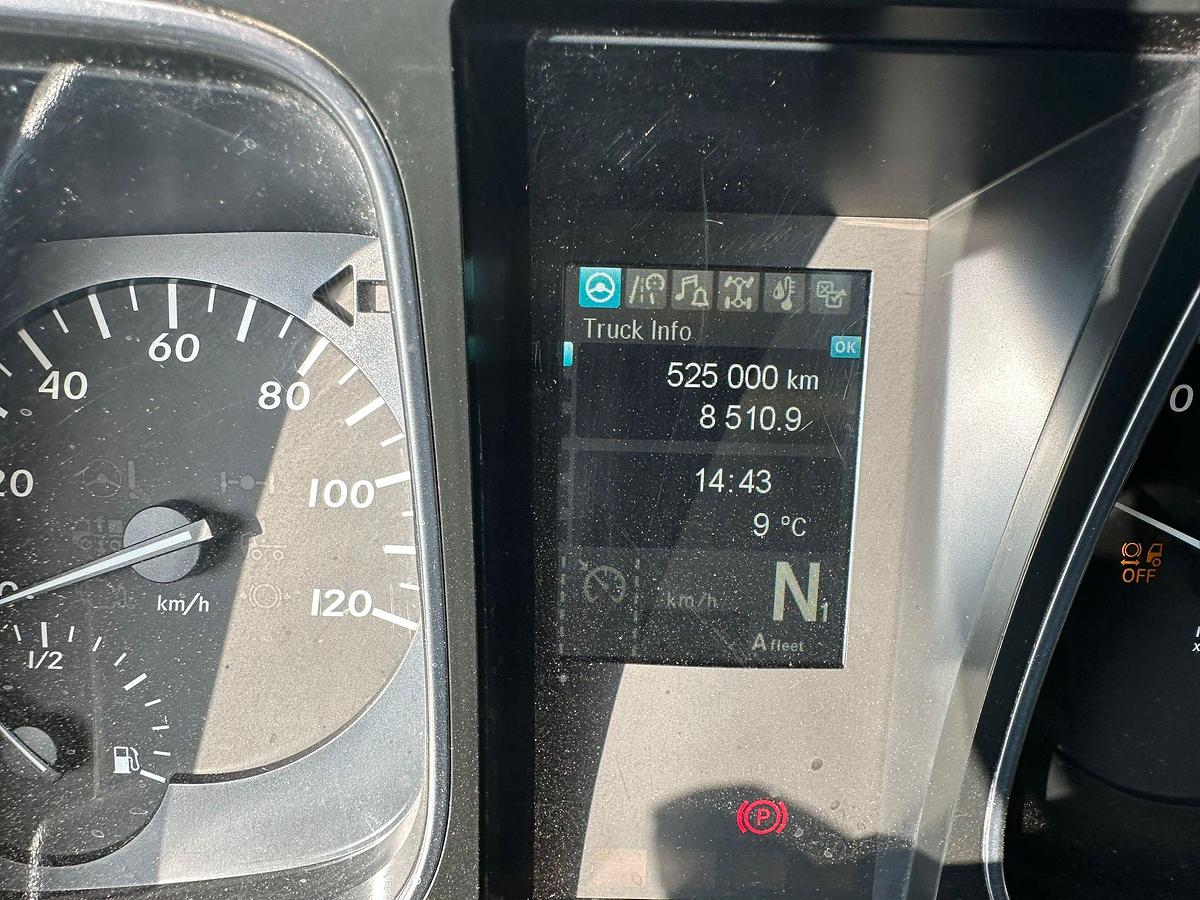 Truck Info
OK
525 000 km
8 510.9
14:43
9 °C
km/h
N1
A fleet
P
20
40
60
80
100
120
km/h
1/2
0
OFF